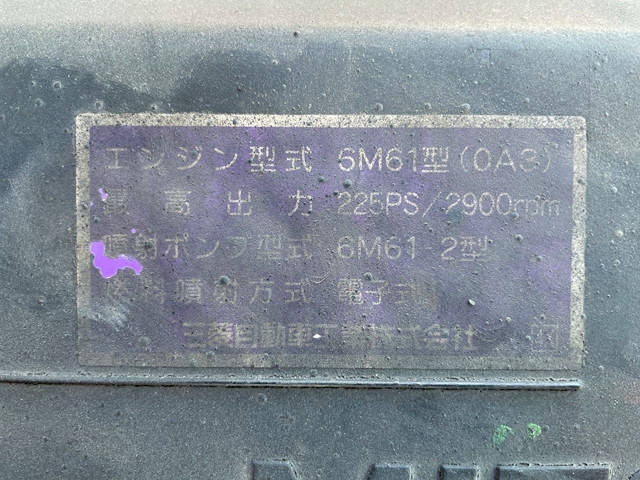 エンジン型式 6M61型(0A3)
最高出力 225PS/2900rpm
噴射ポンプ型式 6M61-2型
燃料噴射方式 電子式
三菱自動車工業株式会社